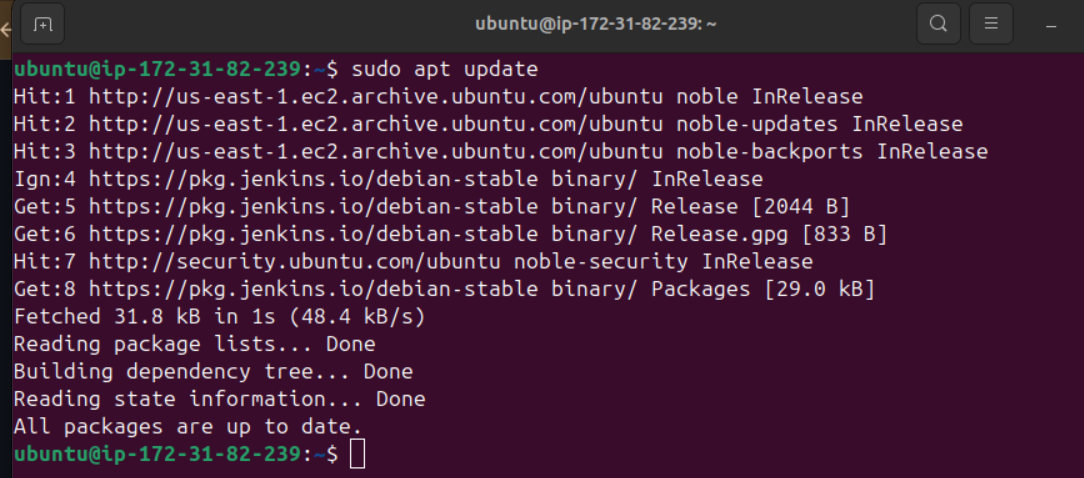 ubuntu@ip-172-31-82-239: ~
ubuntu@ip-172-31-82-239:~$ sudo apt update
Hit:1 http://us-east-1.ec2.archive.ubuntu.com/ubuntu noble InRelease
Hit:2 http://us-east-1.ec2.archive.ubuntu.com/ubuntu noble-updates InRelease
Hit:3 http://us-east-1.ec2.archive.ubuntu.com/ubuntu noble-backports InRelease
Ign:4 https://pkg.jenkins.io/debian-stable binary/ InRelease
Get:5 https://pkg.jenkins.io/debian-stable binary/ Release [2044 B]
Get:6 https://pkg.jenkins.io/debian-stable binary/ Release.gpg [833 B]
Hit:7 http://security.ubuntu.com/ubuntu noble-security InRelease
Get:8 https://pkg.jenkins.io/debian-stable binary/ Packages [29.0 kB]
Fetched 31.8 kB in 1s (48.4 kB/s)
Reading package lists... Done
Building dependency tree... Done
Reading state information... Done
All packages are up to date.
ubuntu@ip-172-31-82-239:~$